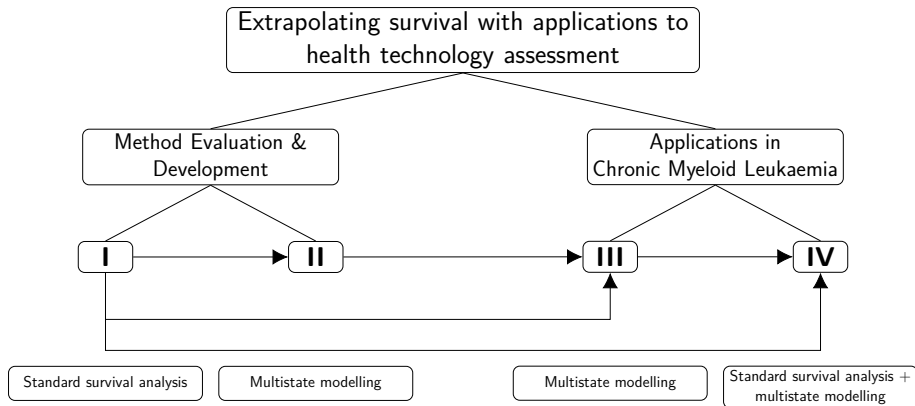 Extrapolating survival with applications to
health technology assessment
Method Evaluation &
Development
Applications in
Chronic Myeloid Leukaemia
I
II
III
IV
Standard survival analysis
Multistate modelling
Multistate modelling
Standard survival analysis +
multistate modelling